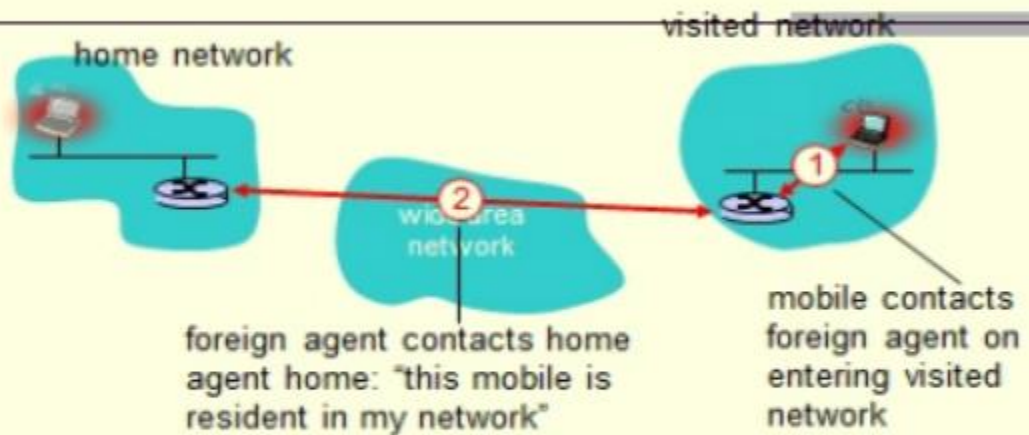 visited network
home network
1
2
wide area
network
foreign agent contacts home
agent home: “this mobile is
resident in my network”
mobile contacts
foreign agent on
entering visited
network